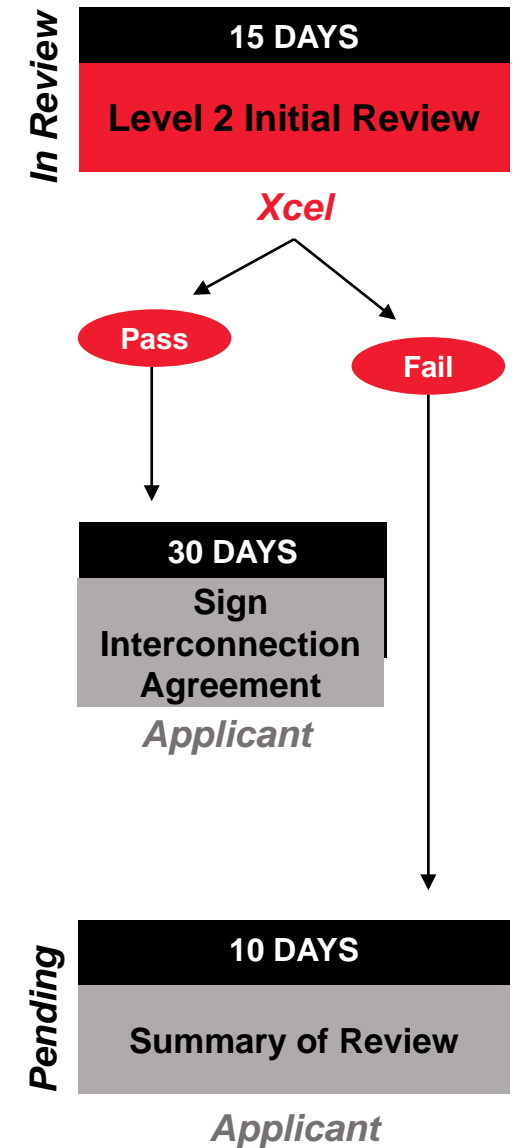 In Review
15 DAYS
Level 2 Initial Review
Xcel
Pass
Fail
30 DAYS
Sign
Interconnection
Agreement
Applicant
Pending
10 DAYS
Summary of Review
Applicant